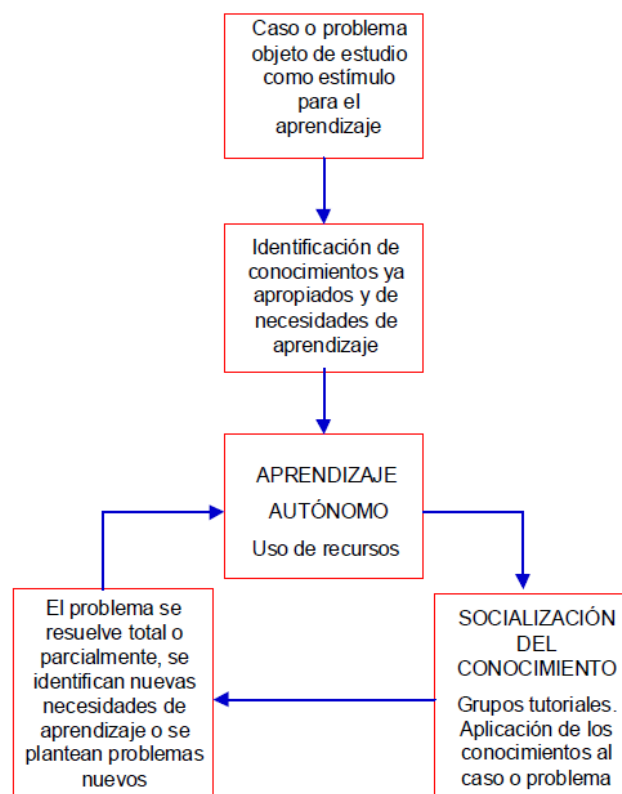 Caso o problema
objeto de estudio
como estímulo
para el
aprendizaje
Identificación de
conocimientos ya
apropiados y de
necesidades de
aprendizaje
APRENDIZAJE
AUTÓNOMO
Uso de recursos
El problema se
resuelve total o
parcialmente, se
identifican nuevas
necesidades de
aprendizaje o se
plantean problemas
nuevos
SOCIALIZACIÓN
DEL
CONOCIMIENTO
Grupos tutoriales.
Aplicación de los
conocimientos al
caso o problema